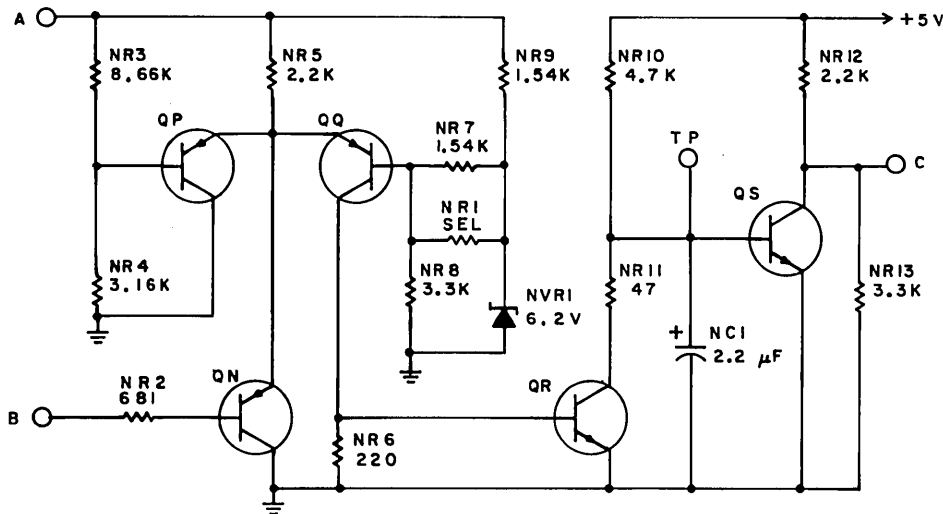 A
+5V
NR3
8.66K
NR5
2.2K
NR9
1.54K
NR10
4.7K
NR12
2.2K
QP
QQ
NR7
1.54K
TP
C
NR1
SEL
QS
NR4
3.16K
NR8
3.3K
NVR1
6.2V
NR11
47
NR13
3.3K
+
NC1
2.2 µF
NR2
681
QN
QR
B
NR6
220